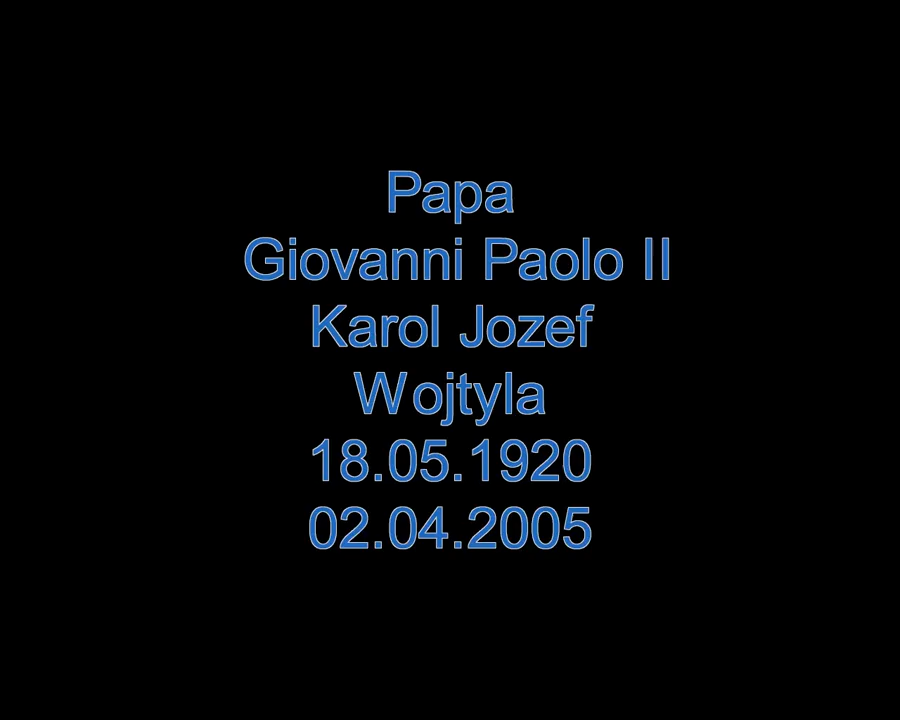 Papa
Giovanni Paolo II
Karol Jozef
Wojtyla
18.05.1920
02.04.2005